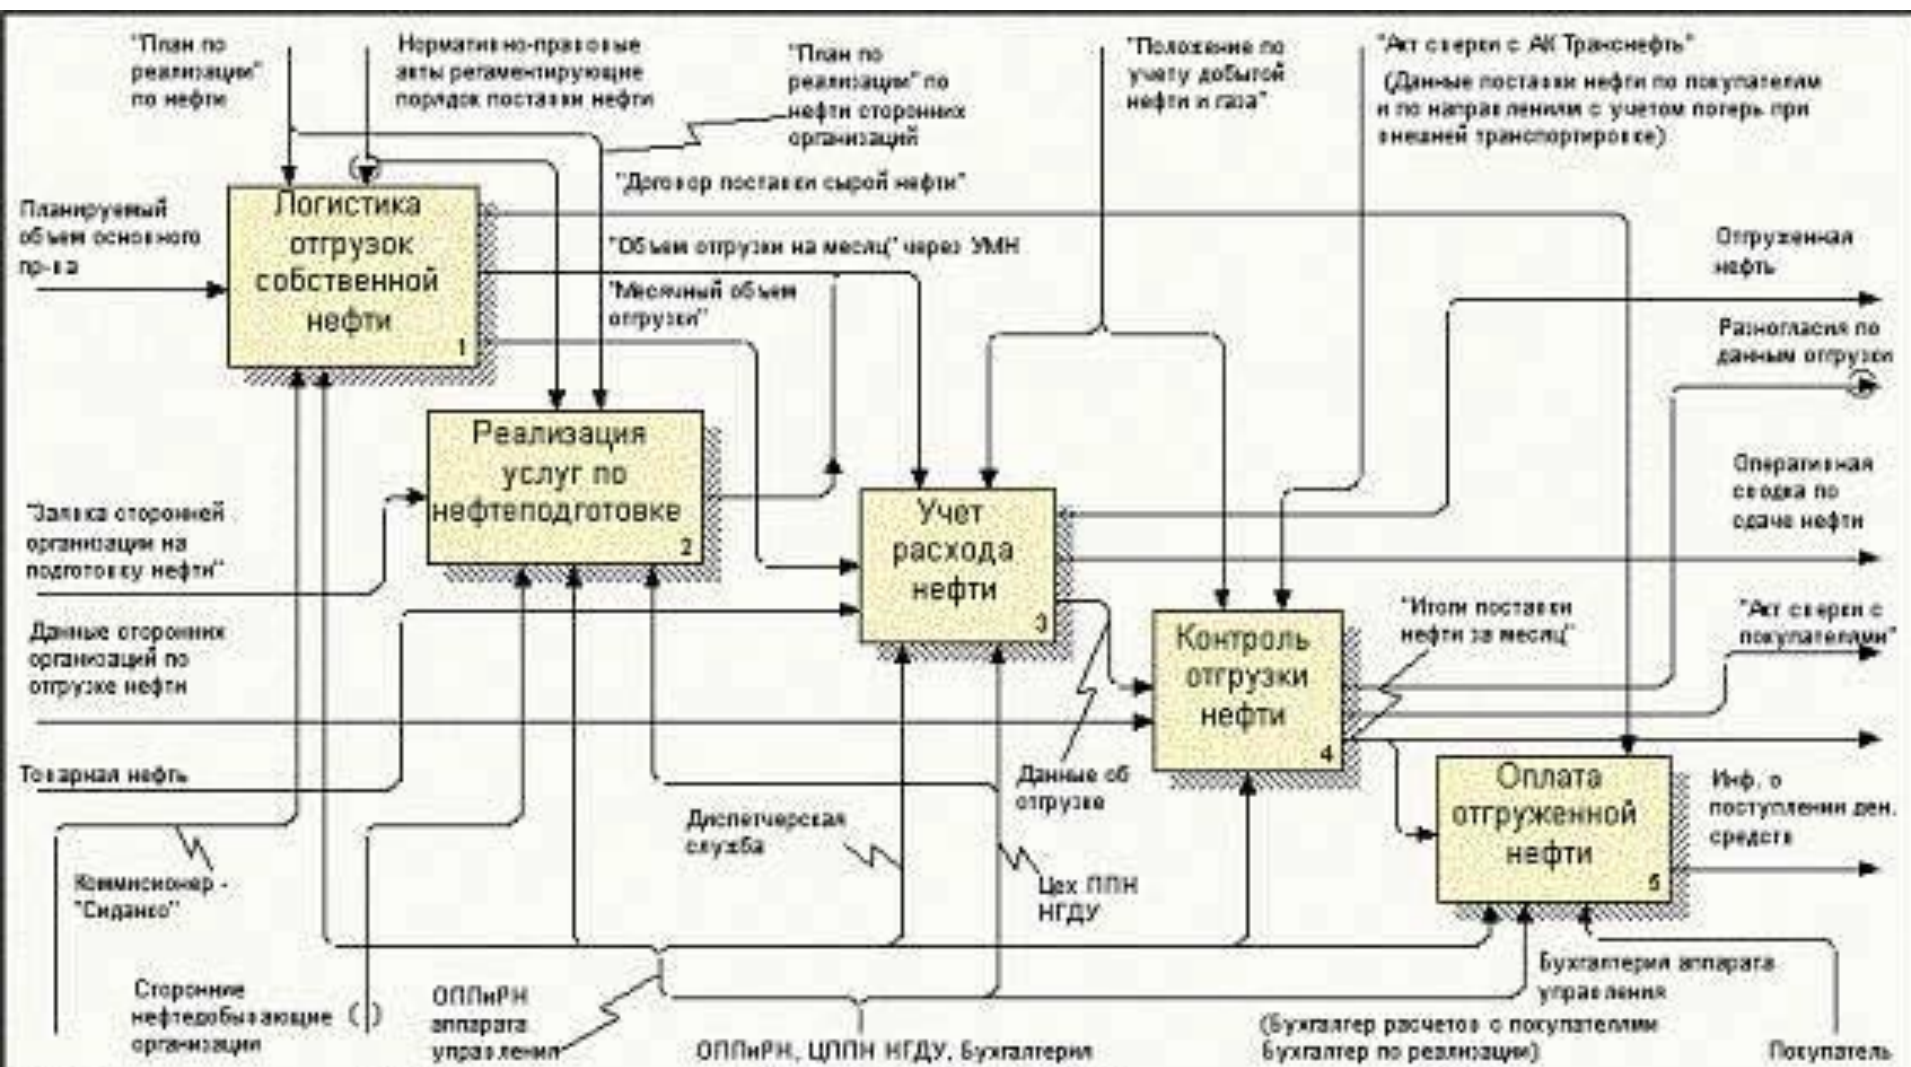 "План по
реализации"
по нефти
Нормативно-правовые
акты регаментирующие
порядок поставки нефти
"План по
реализации" по
нефти сторонних
организаций
"Положение по
учету добытой
нефти и газа"
"Акт сверки с АК Транснефть"
(Данные поставки нефти по покупателям
и по направлениям с учетом потерь при
внешней транспортировке)
"Договор поставки сырой нефти"
Планируемый
объем основного
пр-ва
Логистика
отгрузок
собственной
нефти
1
"Объем отгрузки на месяц" через УМН
"Месячный объем
отгрузки"
Отгруженная
нефть
Разногласия по
данным отгрузки
Реализация
услуг по
нефтеподготовке
2
Оперативная
сводка по
сдаче нефти
"Заявка сторонней
организации на
подготовку нефти"
Учет
расхода
нефти
3
Данные сторонних
организаций по
отгрузке нефти
"Итоги поставки
нефти за месяц"
"Акт сверки с
покупателями"
Контроль
отгрузки
нефти
4
Товарная нефть
Данные об
отгрузке
Оплата
отгруженной
нефти
5
Инф. о
поступлении ден.
средств
Диспетчерская
служба
Коммисионер -
"Сиданко"
Цех ППН
НГДУ
Сторонние
нефтедобывающие
организации
ОППиРН
аппарата
управления
ОППиРН, ЦППН НГДУ, Бухгалтерия
Бухгалтерия аппарата
управления
(Бухгалтер расчетов с покупателями
Бухгалтер по реализации)
Покупатель